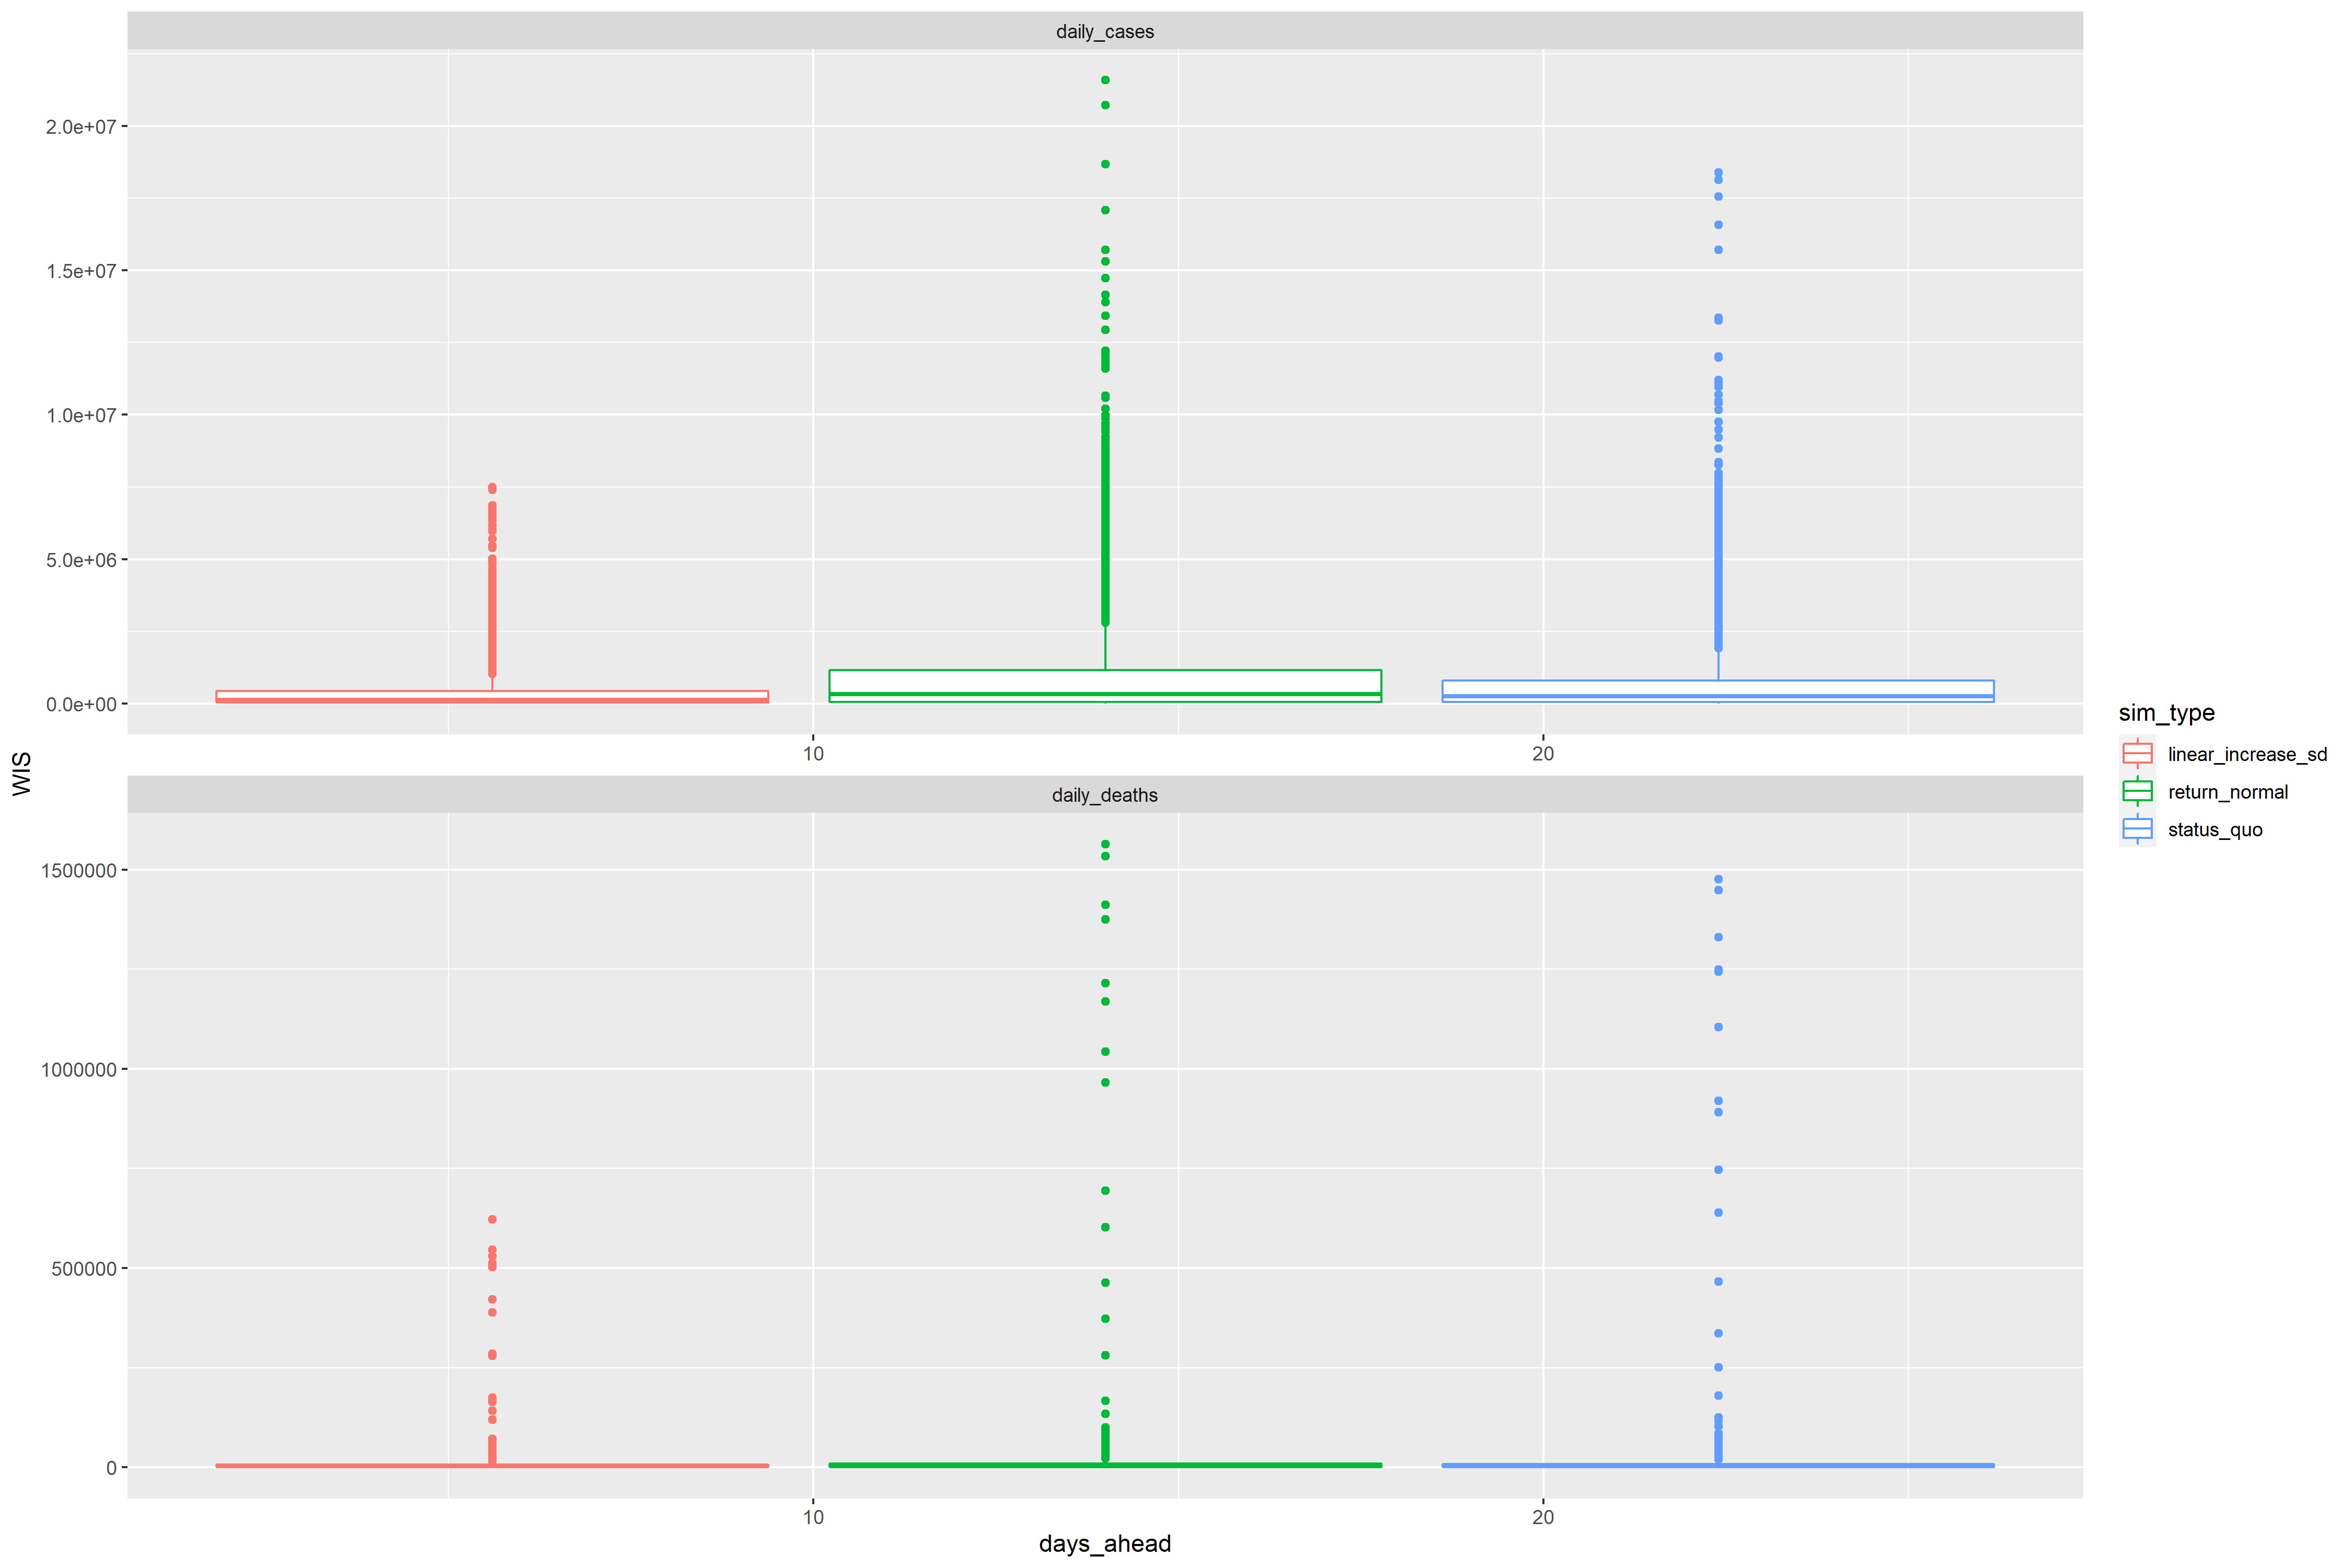 daily_cases
2.0e+07
1.5e+07
1.0e+07
5.0e+06
0.0e+00
10 20
WIS
daily_deaths
1500000
1000000
500000
0
10 20
days_ahead
sim_type
linear_increase_sd
return_normal
status_quo